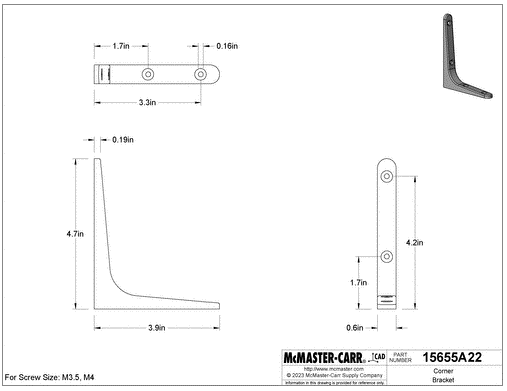 1.7in
0.16in
3.3in
0.19in
4.7in
4.2in
1.7in
3.9in
0.6in
For Screw Size: M3.5, M4
McMASTER-CARR® CAD
http://www.mcmaster.com
© 2023 McMaster-Carr Supply Company
Information in this drawing is provided for reference only.
PART
NUMBER
15655A22
Corner
Bracket